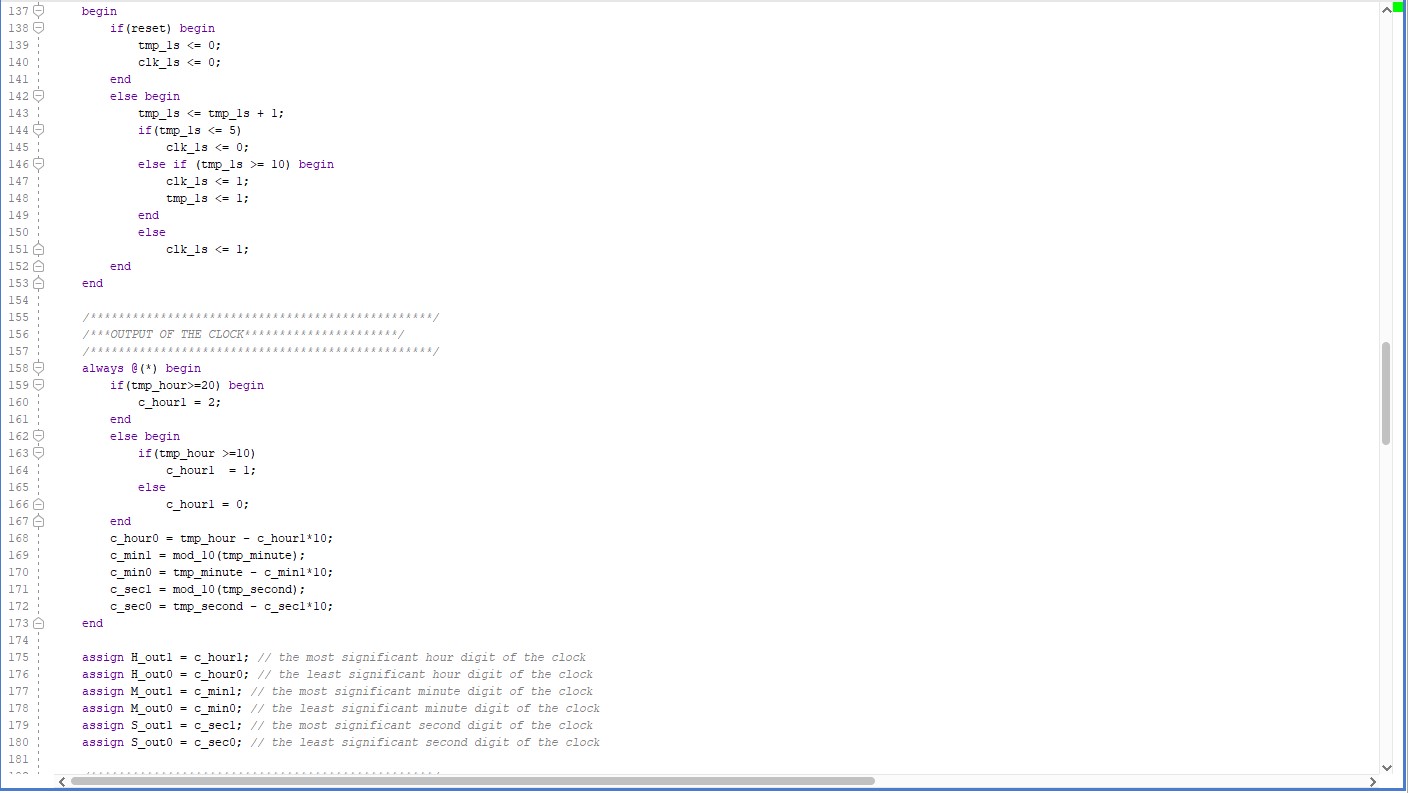 137 begin
138 if(reset) begin
139 tmp_1s <= 0;
140 clk_1s <= 0;
141 end
142 else begin
143 tmp_1s <= tmp_1s + 1;
144 if(tmp_1s <= 5)
145 clk_1s <= 0;
146 else if (tmp_1s >= 10) begin
147 clk_1s <= 1;
148 tmp_1s <= 1;
149 end
150 else
151 clk_1s <= 1;
152 end
153 end
154
155 /*************************************************/
156 /***OUTPUT OF THE CLOCK**********************/
157 /*************************************************/
158 always @(*) begin
159 if(tmp_hour>=20) begin
160 c_hour1 = 2;
161 end
162 else begin
163 if(tmp_hour >=10)
164 c_hour1  = 1;
165 else
166 c_hour1 = 0;
167 end
168 c_hour0 = tmp_hour - c_hour1*10;
169 c_min1 = mod_10(tmp_minute);
170 c_min0 = tmp_minute - c_min1*10;
171 c_sec1 = mod_10(tmp_second);
172 c_sec0 = tmp_second - c_sec1*10;
173 end
174
175 assign H_out1 = c_hour1; // the most significant hour digit of the clock
176 assign H_out0 = c_hour0; // the least significant hour digit of the clock
177 assign M_out1 = c_min1; // the most significant minute digit of the clock
178 assign M_out0 = c_min0; // the least significant minute digit of the clock
179 assign S_out1 = c_sec1; // the most significant second digit of the clock
180 assign S_out0 = c_sec0; // the least significant second digit of the clock
181